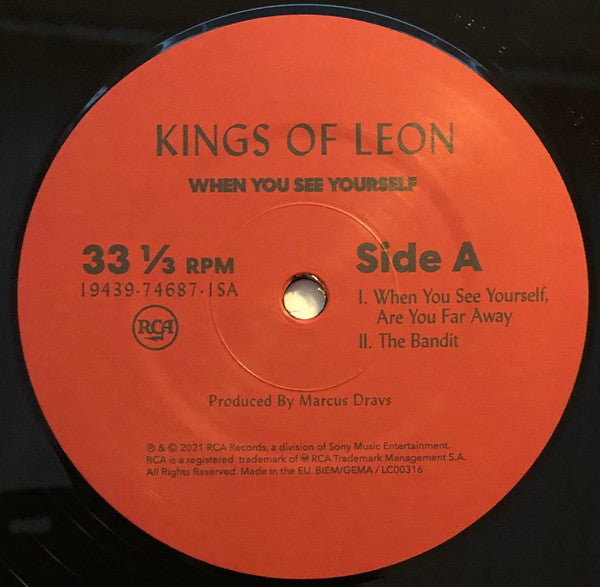 KINGS OF LEON
WHEN YOU SEE YOURSELF
33 ⅓ RPM
19439-74687-1SA
RCA
Side A
I. When You See Yourself,
Are You Far Away
II. The Bandit
Produced By Marcus Dravs
℗ & © 2021 RCA Records, a division of Sony Music Entertainment.
RCA is a registered trademark of RCA Trademark Management S.A.
All Rights Reserved. Made in the EU. BIEM/GEMA / LC00316